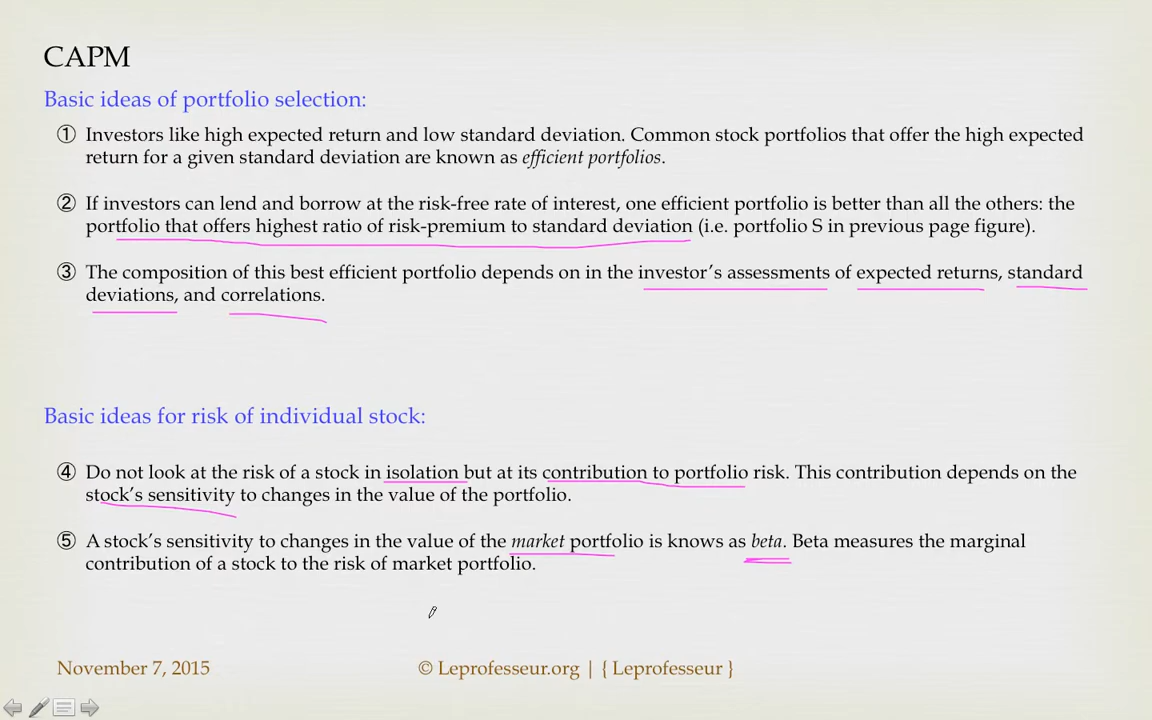 CAPM
Basic ideas of portfolio selection:
① Investors like high expected return and low standard deviation. Common stock portfolios that offer the high expected
return for a given standard deviation are known as efficient portfolios.
② If investors can lend and borrow at the risk-free rate of interest, one efficient portfolio is better than all the others: the
portfolio that offers highest ratio of risk-premium to standard deviation (i.e. portfolio S in previous page figure).
③ The composition of this best efficient portfolio depends on in the investor's assessments of expected returns, standard
deviations, and correlations.
Basic ideas for risk of individual stock:
④ Do not look at the risk of a stock in isolation but at its contribution to portfolio risk. This contribution depends on the
stock's sensitivity to changes in the value of the portfolio.
⑤ A stock's sensitivity to changes in the value of the market portfolio is knows as beta. Beta measures the marginal
contribution of a stock to the risk of market portfolio.
November 7, 2015 © Leprofesseur.org | { Leprofesseur }